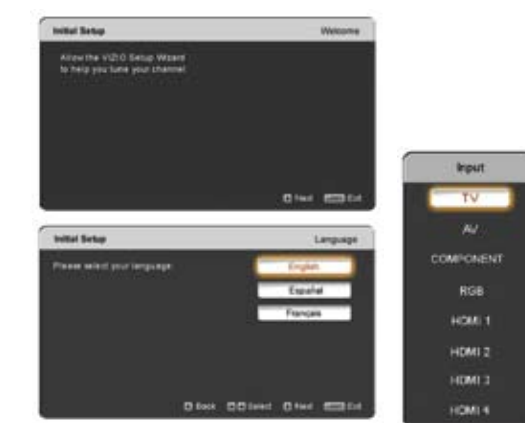 Initial Setup Welcome
Allow the VIZIO Setup Wizard
to help you tune your channel
Next Exit
Initial Setup Language
Please select your language.
English
Español
Français
Back Select Next Exit
Input
TV
AV
COMPONENT
RGB
HDMI 1
HDMI 2
HDMI 3
HDMI 4